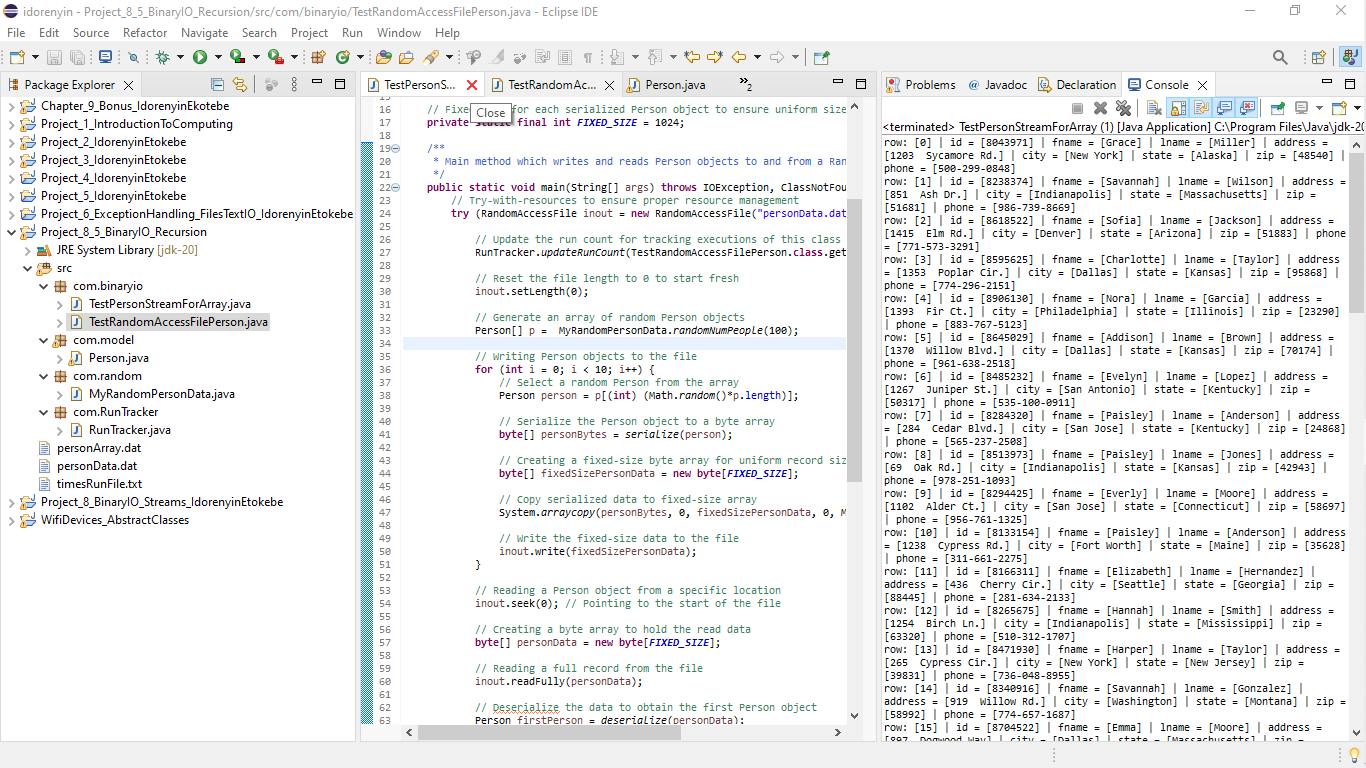 idorenyin - Project_8_5_BinaryIO_Recursion/src/com/binaryio/TestRandomAccessFilePerson.java - Eclipse IDE
File Edit Source Refactor Navigate Search Project Run Window Help
Package Explorer
Chapter_9_Bonus_IdorenyinEkotebe
Project_1_IntroductionToComputing
Project_2_IdorenyinEtokebe
Project_3_IdorenyinEtokebe
Project_4_IdorenyinEtokebe
Project_5_IdorenyinEtokebe
Project_6_ExceptionHandling_FilesTextIO_IdorenyinEtokebe
Project_8_5_BinaryIO_Recursion
JRE System Library [jdk-20]
src
com.binaryio
TestPersonStreamForArray.java
TestRandomAccessFilePerson.java
com.model
Person.java
com.random
MyRandomPersonData.java
com.RunTracker
RunTracker.java
personArray.dat
personData.dat
timesRunFile.txt
Project_8_BinaryIO_Streams_IdorenyinEtokebe
WifiDevices_AbstractClasses
TestPersonS... TestRandomAcc... Person.java »2
Close
16 // Fixe for each serialized Person object to ensure uniform size
17 private static final int FIXED_SIZE = 1024;
18
19 /**
20 * Main method which writes and reads Person objects to and from a Ran
21 */
22 public static void main(String[] args) throws IOException, ClassNotFou
23 // Try-with-resources to ensure proper resource management
24 try (RandomAccessFile inout = new RandomAccessFile("personData.dat
25
26 // Update the run count for tracking executions of this class
27 RunTracker.updateRunCount(TestRandomAccessFilePerson.class.get
28
29 // Reset the file length to 0 to start fresh
30 inout.setLength(0);
31
32 // Generate an array of random Person objects
33 Person[] p = MyRandomPersonData.randomNumPeople(100);
34
35 // Writing Person objects to the file
36 for (int i = 0; i < 10; i++) {
37 // Select a random Person from the array
38 Person person = p[(int) (Math.random()*p.length)];
39
40 // Serialize the Person object to a byte array
41 byte[] personBytes = serialize(person);
42
43 // Creating a fixed-size byte array for uniform record siz
44 byte[] fixedSizePersonData = new byte[FIXED_SIZE];
45
46 // Copy serialized data to fixed-size array
47 System.arraycopy(personBytes, 0, fixedSizePersonData, 0, M
48
49 // Write the fixed-size data to the file
50 inout.write(fixedSizePersonData);
51 }
52
53 // Reading a Person object from a specific location
54 inout.seek(0); // Pointing to the start of the file
55
56 // Creating a byte array to hold the read data
57 byte[] personData = new byte[FIXED_SIZE];
58
59 // Reading a full record from the file
60 inout.readFully(personData);
61
62 // Deserialize the data to obtain the first Person object
63 Person firstPerson = deserialize(personData);
Problems Javadoc Declaration Console
<terminated> TestPersonStreamForArray (1) [Java Application] C:\Program Files\Java\jdk-20
row: [0] | id = [8043971] | fname = [Grace] | lname = [Miller] | address =
[1203 Sycamore Rd.] | city = [New York] | state = [Alaska] | zip = [48540] |
phone = [500-299-0848]
row: [1] | id = [8238374] | fname = [Savannah] | lname = [Wilson] | address =
[851 Ash Dr.] | city = [Indianapolis] | state = [Massachusetts] | zip =
[51681] | phone = [986-739-8669]
row: [2] | id = [8618522] | fname = [Sofia] | lname = [Jackson] | address =
[1415 Elm Rd.] | city = [Denver] | state = [Arizona] | zip = [51883] | phone
= [771-573-3291]
row: [3] | id = [8595625] | fname = [Charlotte] | lname = [Taylor] | address =
[1353 Poplar Cir.] | city = [Dallas] | state = [Kansas] | zip = [95868] |
phone = [774-296-2151]
row: [4] | id = [8906130] | fname = [Nora] | lname = [Garcia] | address =
[1393 Fir Ct.] | city = [Philadelphia] | state = [Illinois] | zip = [23290] |
phone = [883-767-5123]
row: [5] | id = [8645029] | fname = [Addison] | lname = [Brown] | address =
[1370 Willow Blvd.] | city = [Dallas] | state = [Kansas] | zip = [70174] |
phone = [961-638-2518]
row: [6] | id = [8485232] | fname = [Evelyn] | lname = [Lopez] | address =
[1267 Juniper St.] | city = [San Antonio] | state = [Kentucky] | zip =
[50317] | phone = [535-100-0911]
row: [7] | id = [8284320] | fname = [Paisley] | lname = [Anderson] | address
= [284 Cedar Blvd.] | city = [San Jose] | state = [Kentucky] | zip = [24868]
| phone = [565-237-2508]
row: [8] | id = [8513973] | fname = [Paisley] | lname = [Jones] | address =
[69 Oak Rd.] | city = [Indianapolis] | state = [Kansas] | zip = [42943] |
phone = [978-251-1093]
row: [9] | id = [8294425] | fname = [Everly] | lname = [Moore] | address =
[1102 Alder Ct.] | city = [San Jose] | state = [Connecticut] | zip = [58697]
| phone = [956-761-1325]
row: [10] | id = [8133154] | fname = [Paisley] | lname = [Anderson] | address
= [1238 Cypress Rd.] | city = [Fort Worth] | state = [Maine] | zip = [35628]
| phone = [311-661-2275]
row: [11] | id = [8166311] | fname = [Elizabeth] | lname = [Hernandez] |
address = [436 Cherry Cir.] | city = [Seattle] | state = [Georgia] | zip =
[88445] | phone = [281-634-2133]
row: [12] | id = [8265675] | fname = [Hannah] | lname = [Smith] | address =
[1254 Birch Ln.] | city = [Indianapolis] | state = [Mississippi] | zip =
[63320] | phone = [510-312-1707]
row: [13] | id = [8471930] | fname = [Harper] | lname = [Taylor] | address =
[265 Cypress Cir.] | city = [New York] | state = [New Jersey] | zip =
[39831] | phone = [736-048-8955]
row: [14] | id = [8340916] | fname = [Savannah] | lname = [Gonzalez] |
address = [919 Willow Rd.] | city = [Washington] | state = [Montana] | zip =
[58992] | phone = [774-657-1687]
row: [15] | id = [8704522] | fname = [Emma] | lname = [Moore] | address =
[897 Dogwood Way] | city = [Dallas] | state = [Massachusetts] | zip =